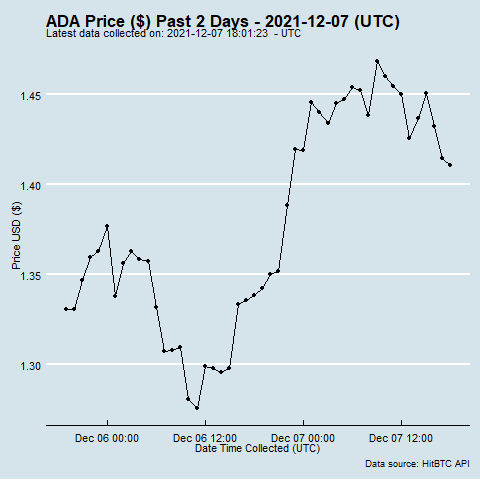 ADA Price ($) Past 2 Days - 2021-12-07 (UTC)
Latest data collected on: 2021-12-07 18:01:23  - UTC
1.45
1.40
1.35
1.30
Price USD ($)
Dec 06 00:00 Dec 06 12:00 Dec 07 00:00 Dec 07 12:00
Date Time Collected (UTC)
Data source: HitBTC API